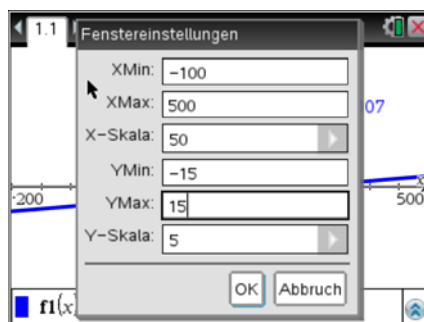 1.1
Fenstereinstellungen
XMin: -100
XMax: 500
07
X-Skala: 50
YMin: -15
-200
YMax: 15
500
x
Y-Skala: 5
OK Abbruch
f1(x)